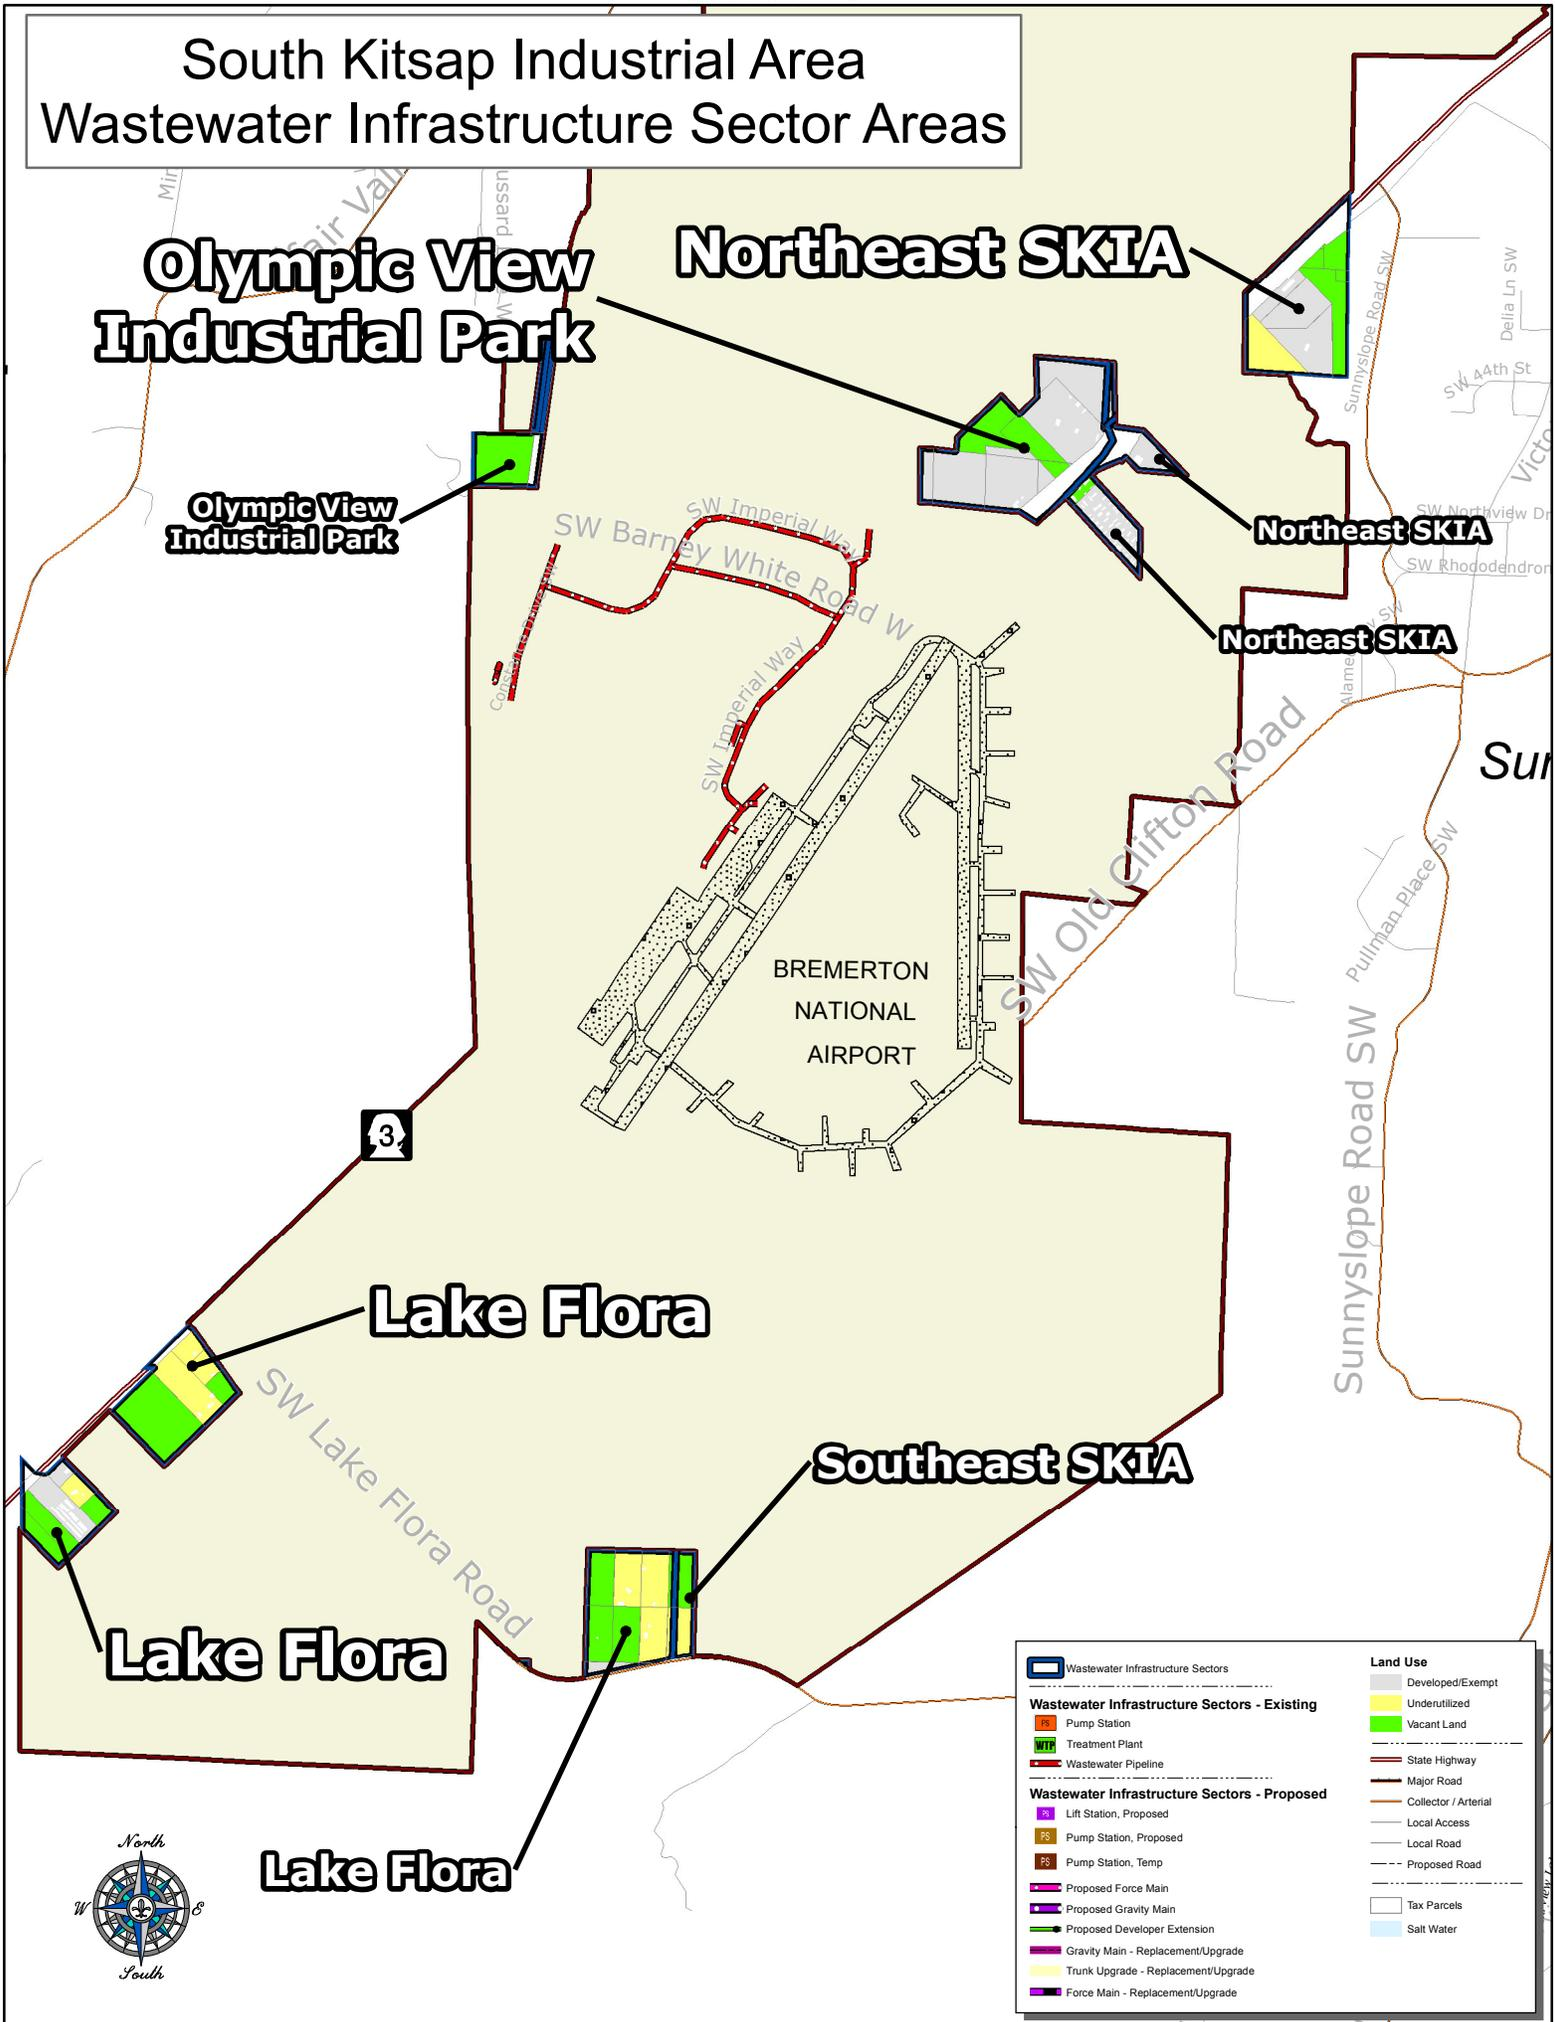 South Kitsap Industrial Area
Wastewater Infrastructure Sector Areas
Olympic View
Industrial Park
Northeast SKIA
Sunnyslope Road SW
Delia Ln SW
SW 44th St
Olympic View
Industrial Park
SW Imperial Way
SW Barney White Road W
Northeast SKIA
SW Northview Dr
SW Rhododendron
Northeast SKIA
SW Imperial Way
SW Old Clifton Road
Pullman Place SW
BREMERTON
NATIONAL
AIRPORT
3
Sunnyslope Road SW
Lake Flora
SW Lake Flora Road
Southeast SKIA
Lake Flora
Lake Flora
North
W
E
South
Wastewater Infrastructure Sectors
Wastewater Infrastructure Sectors - Existing
PS Pump Station
WTP Treatment Plant
Wastewater Pipeline
Wastewater Infrastructure Sectors - Proposed
PS Lift Station, Proposed
PS Pump Station, Proposed
PS Pump Station, Temp
Proposed Force Main
Proposed Gravity Main
Proposed Developer Extension
Gravity Main - Replacement/Upgrade
Trunk Upgrade - Replacement/Upgrade
Force Main - Replacement/Upgrade
Land Use
Developed/Exempt
Underutilized
Vacant Land
State Highway
Major Road
Collector / Arterial
Local Access
Local Road
Proposed Road
Tax Parcels
Salt Water